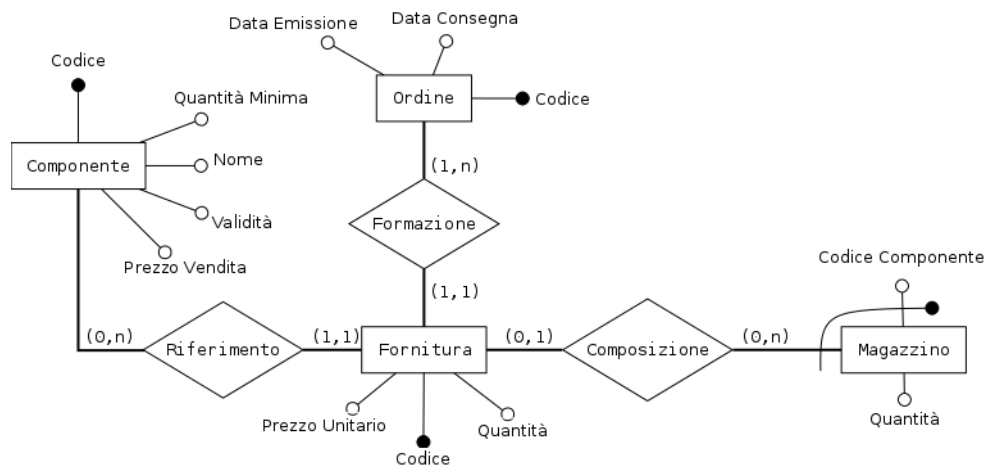 Data Emissione
Data Consegna
Codice
Ordine
Codice
Quantità Minima
Componente
Nome
Validità
Prezzo Vendita
(1,n)
Formazione
(1,1)
Codice Componente
(0,n)
Riferimento
(1,1)
Fornitura
(0,1)
Composizione
(0,n)
Magazzino
Prezzo Unitario
Quantità
Codice
Quantità